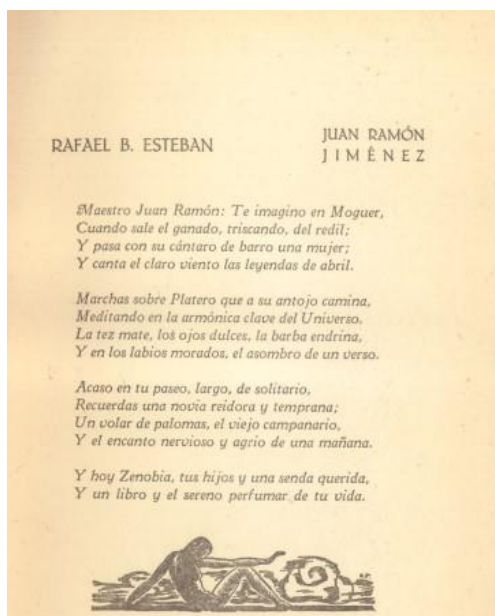 RAFAEL B. ESTEBAN
JUAN RAMÓN
JIMÉNEZ
Maestro Juan Ramón: Te imagino en Moguer,
Cuando sale el ganado, triscando, del redil;
Y pasa con su cántaro de barro una mujer;
Y canta el claro viento las leyendas de abril.
Marchas sobre Platero que a su antojo camina,
Meditando en la armónica clave del Universo.
La tez mate, los ojos dulces, la barba endrina,
Y en los labios morados, el asombro de un verso.
Acaso en tu paseo, largo, de solitario,
Recuerdas una novia reidora y temprana;
Un volar de palomas, el viejo campanario,
Y el encanto nervioso y agrio de una mañana.
Y hoy Zenobia, tus hijos y una senda querida,
Y un libro y el sereno perfumar de tu vida.